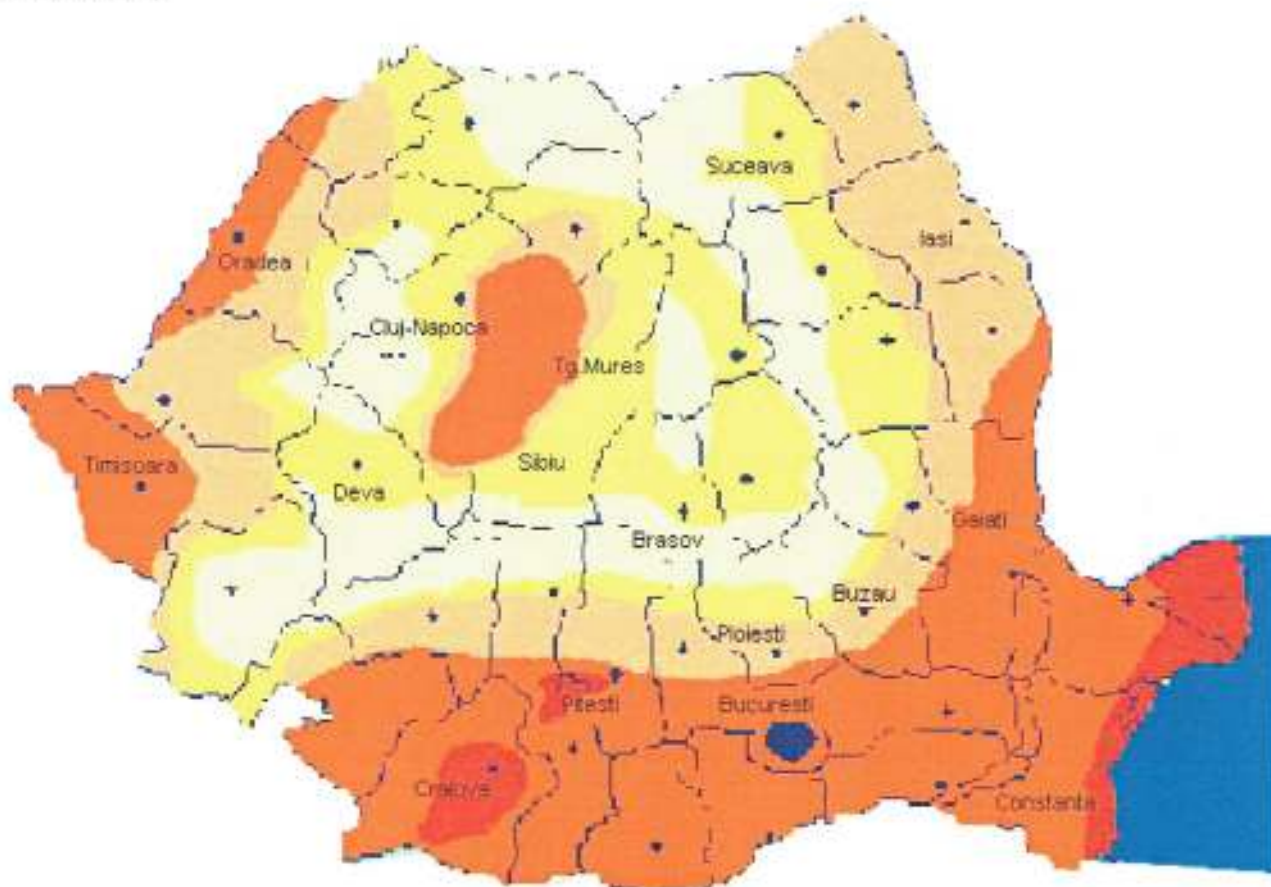 Suceava
Iasi
Oradea
Cluj-Napoca
Tg.Mures
Timisoara
Sibiu
Deva
Galati
Brasov
Buzau
Ploiesti
Pitesti
Bucuresti
Craiova
Constanta